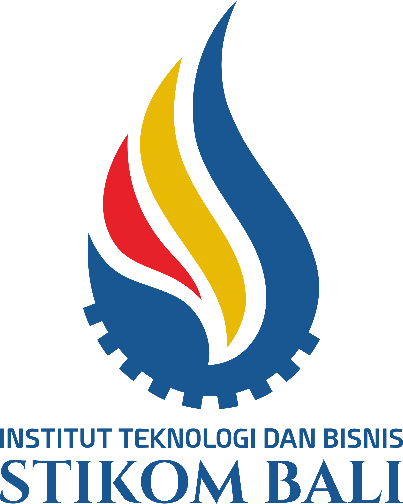 INSTITUT TEKNOLOGI DAN BISNIS
STIKOM BALI